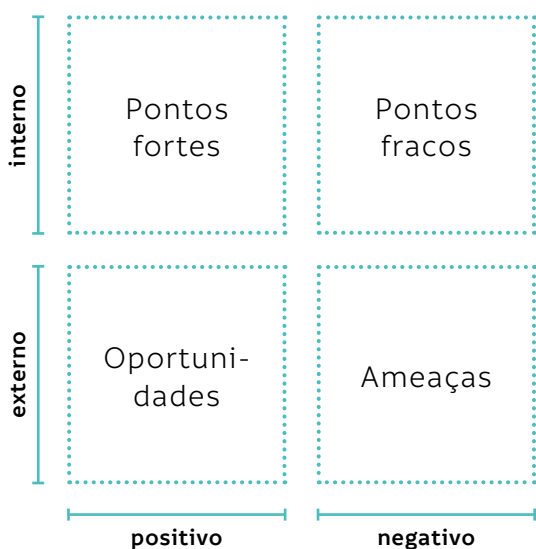 interno
Pontos
fortes
Pontos
fracos
externo
Oportuni-
dades
Ameaças
positivo
negativo